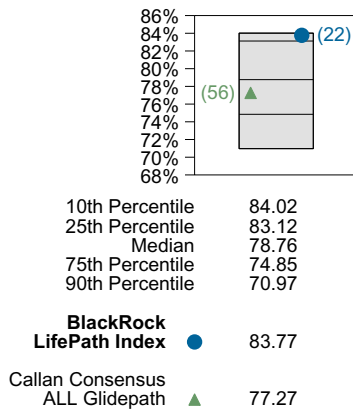 86%
84%
82%
80%
78%
76%
74%
72%
70%
68%
(22)
(56)
10th Percentile 84.02
25th Percentile 83.12
Median 78.76
75th Percentile 74.85
90th Percentile 70.97
BlackRock
LifePath Index 83.77
Callan Consensus
ALL Glidepath 77.27